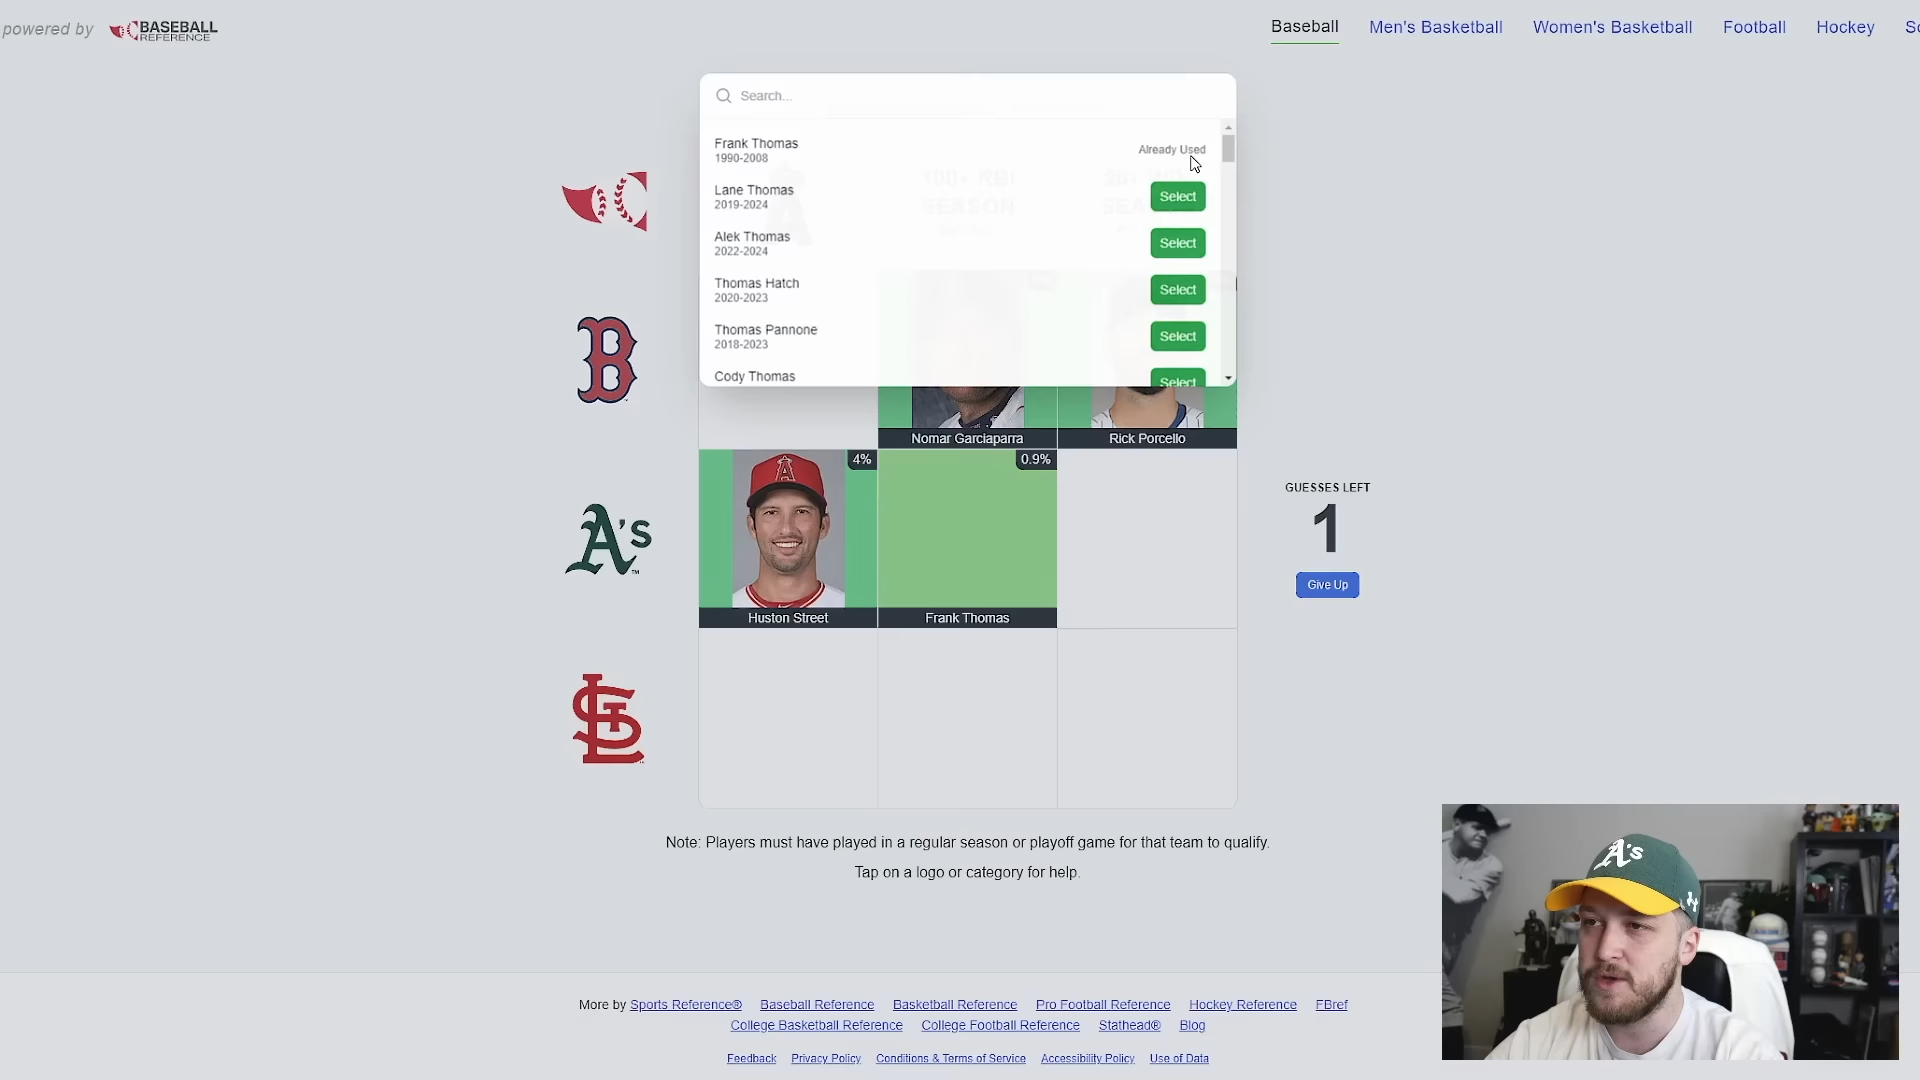 powered by BASEBALL REFERENCE
Baseball Men's Basketball Women's Basketball Football Hockey
Search...
Frank Thomas
1990-2008
Already Used
Lane Thomas
2019-2024
Select
Alek Thomas
2022-2024
Select
Thomas Hatch
2020-2023
Select
Thomas Pannone
2018-2023
Select
Cody Thomas
Select
SEASON
B
Nomar Garciaparra
Rick Porcello
A's
4%
Huston Street
0.9%
Frank Thomas
GUESSES LEFT
1
Give Up
STL
Note: Players must have played in a regular season or playoff game for that team to qualify.
Tap on a logo or category for help.
A's
More by Sports Reference® Baseball Reference Basketball Reference Pro Football Reference Hockey Reference FBref
College Basketball Reference College Football Reference Stathead® Blog
Feedback Privacy Policy Conditions & Terms of Service Accessibility Policy Use of Data